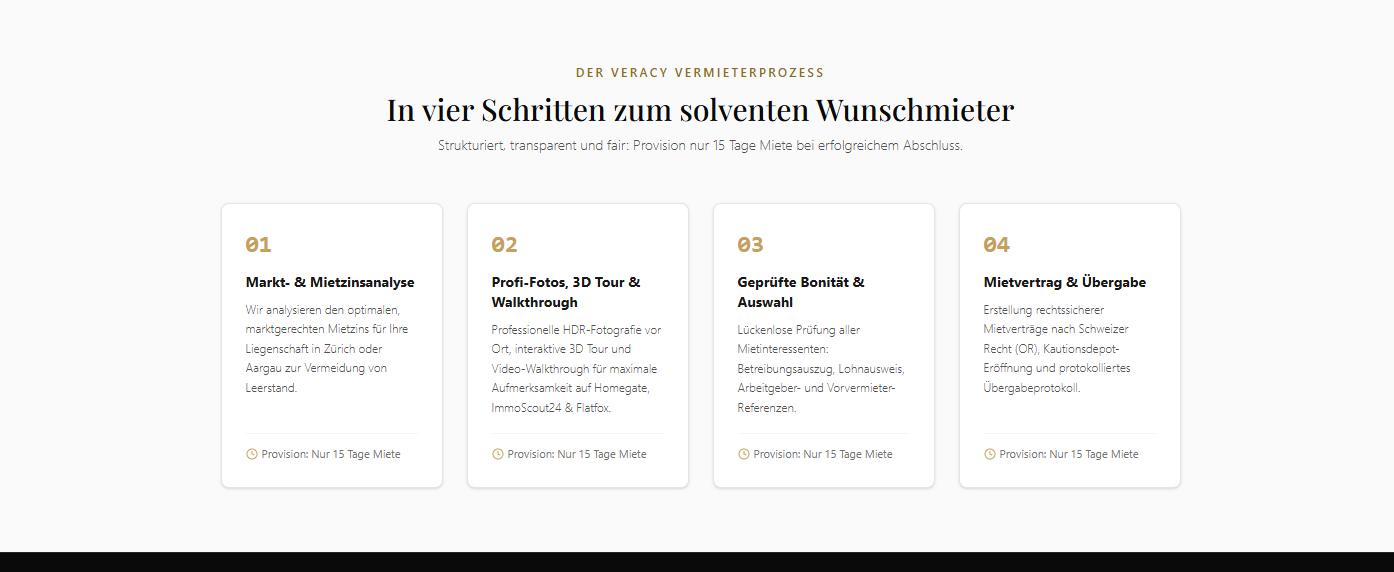 DER VERACY VERMIETERPROZESS
In vier Schritten zum solventen Wunschmieter
Strukturiert, transparent und fair: Provision nur 15 Tage Miete bei erfolgreichem Abschluss.
01
Markt- & Mietzinsanalyse
Wir analysieren den optimalen,
marktgerechten Mietzins für Ihre
Liegenschaft in Zürich oder
Aargau zur Vermeidung von
Leerstand.
Provision: Nur 15 Tage Miete
02
Profi-Fotos, 3D Tour &
Walkthrough
Professionelle HDR-Fotografie vor
Ort, interaktive 3D Tour und
Video-Walkthrough für maximale
Aufmerksamkeit auf Homegate,
ImmoScout24 & Flatfox.
Provision: Nur 15 Tage Miete
03
Geprüfte Bonität &
Auswahl
Lückenlose Prüfung aller
Mietinteressenten:
Betreibungsauszug, Lohnausweis,
Arbeitgeber- und Vorvermieter-
Referenzen.
Provision: Nur 15 Tage Miete
04
Mietvertrag & Übergabe
Erstellung rechtssicherer
Mietverträge nach Schweizer
Recht (OR), Kautionsdepot-
Eröffnung und protokolliertes
Übergabeprotokoll.
Provision: Nur 15 Tage Miete